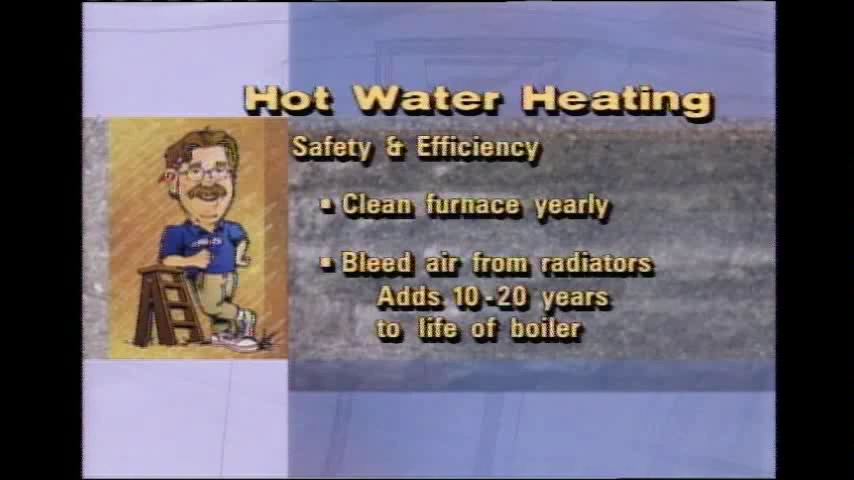 Hot Water Heating
Safety & Efficiency
▪ Clean furnace yearly
▪ Bleed air from radiators
Adds 10-20 years
to life of boiler